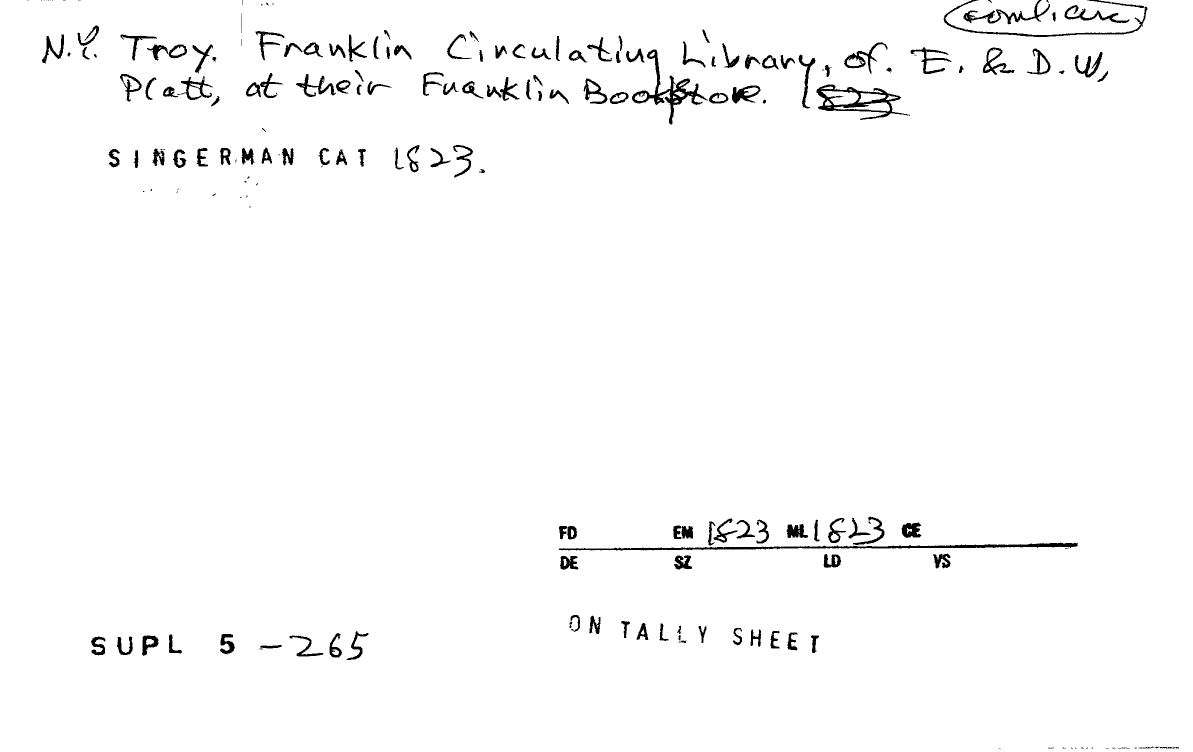 N.Y. Troy. Franklin Circulating Library, of. E. & D.W,
Platt, at their Franklin Bookstore. 1823
SINGERMAN CAT 1823.
FD EM 1823 ML 1823 CE
DE SZ LD VS
ON TALLY SHEET
SUPL 5 -265